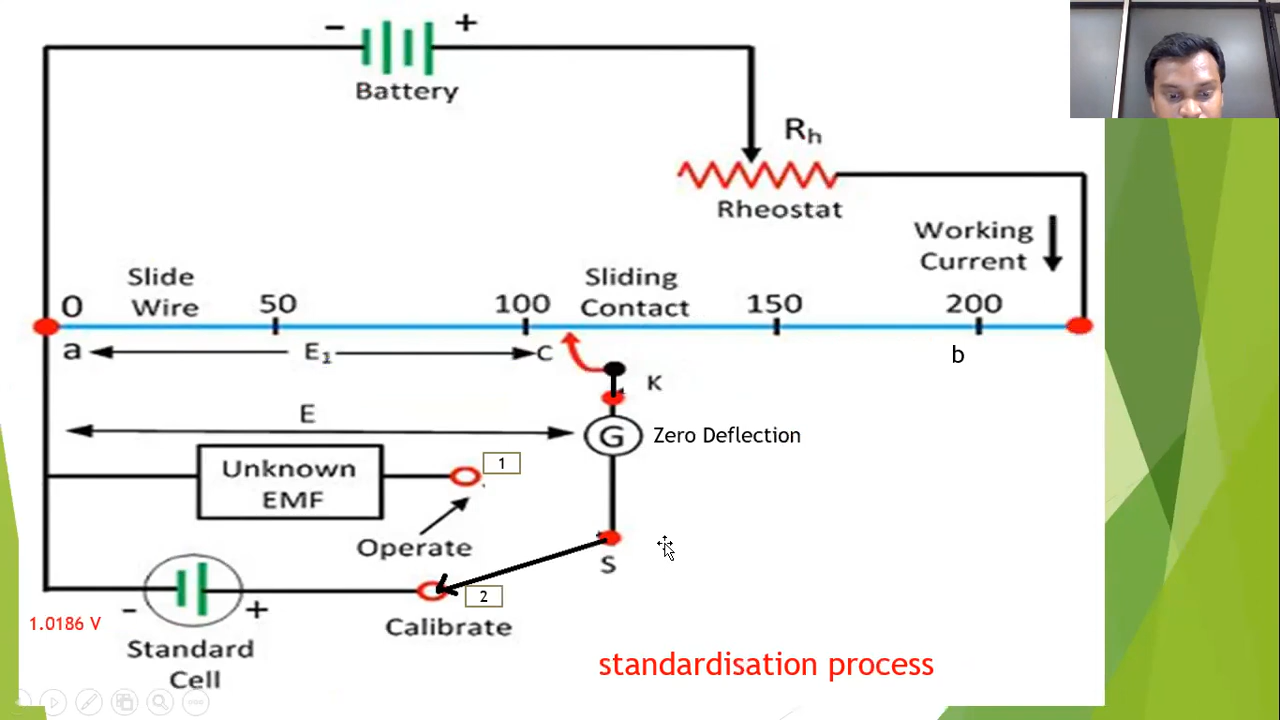 - +
Battery
Rh
Rheostat
Working
Current
Slide
Wire
Sliding
Contact
0 50 100 150 200
a E1 C b
K
E
G Zero Deflection
Unknown
EMF
1
Operate
S
2
- +
1.0186 V
Calibrate
Standard
Cell
standardisation process